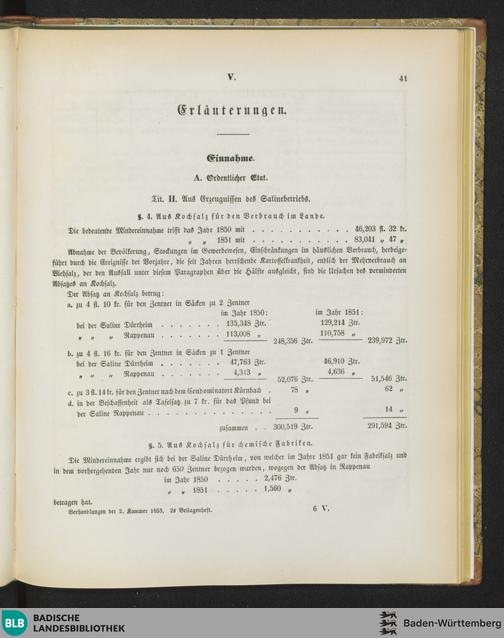 V.
41
Erläuterungen.
Einnahme.
A. Ordentlicher Etat.
Tit. II. Aus Erzeugnissen des Salinebetriebs.
§. 4. Aus Kochsalz für den Verbrauch im Lande.
Die bedeutende Mindereinnahme trifft das Jahr 1850 mit . . . . . . . . . . . 46,203 fl. 32 kr.
„ „ 1851 mit . . . . . . . . . . . 83,041 „ 47 „
Abnahme der Bevölkerung, Stockungen im Gewerbewesen, Einschränkungen im häuslichen Verbrauch, herbeige-
führt durch die Ereignisse der Vorjahre, die seit Jahren herrschende Kartoffelkrankheit, endlich der Mehrverbrauch an
Viehsalz, der den Ausfall unter diesem Paragraphen über die Hälfte ausgleicht, sind die Ursachen des verminderten
Absatzes an Kochsalz.
Der Absatz an Kochsalz betrug:
a. zu 4 fl. 10 kr. für den Zentner in Säcken zu 2 Zentner
im Jahr 1850: im Jahr 1851:
bei der Saline Dürrheim . . . . . . . 135,348 Ztr. 129,214 Ztr.
„ „ „ Rappenau . . . . . . . 113,008 „ 110,758 „
248,356 Ztr. 239,972 Ztr.
b. zu 4 fl. 16 kr. für den Zentner in Säcken zu 1 Zentner
bei der Saline Dürrheim . . . . . . . 47,763 Ztr. 46,910 Ztr.
„ „ „ Rappenau . . . . . . . 4,313 „ 4,636 „
52,076 Ztr. 51,546 Ztr.
c. zu 3 fl. 14 kr. für den Zentner nach dem Condominatort Kürnbach . 78 „ 62 „
d. in der Beschaffenheit als Tafelsalz zu 7 kr. für das Pfund bei
der Saline Rappenau . . . . . . . . . . . . . 9 „ 14 „
zusammen . . 300,519 Ztr. 291,594 Ztr.
§. 5. Aus Kochsalz für chemische Fabriken.
Die Mindereinnahme ergibt sich bei der Saline Dürrheim, von welcher im Jahre 1851 gar kein Fabriksalz und
in dem vorhergehenden Jahr nur noch 650 Zentner bezogen wurden, wogegen der Absatz in Rappenau
im Jahr 1850 . . . . . 2,476 Ztr.
„ „ 1851 . . . . . 1,560 „
betragen hat.
Verhandlungen der 2. Kammer 1853. 2s Beilagenheft. 6 V.
BLB BADISCHE
LANDESBIBLIOTHEK
Baden-Württemberg